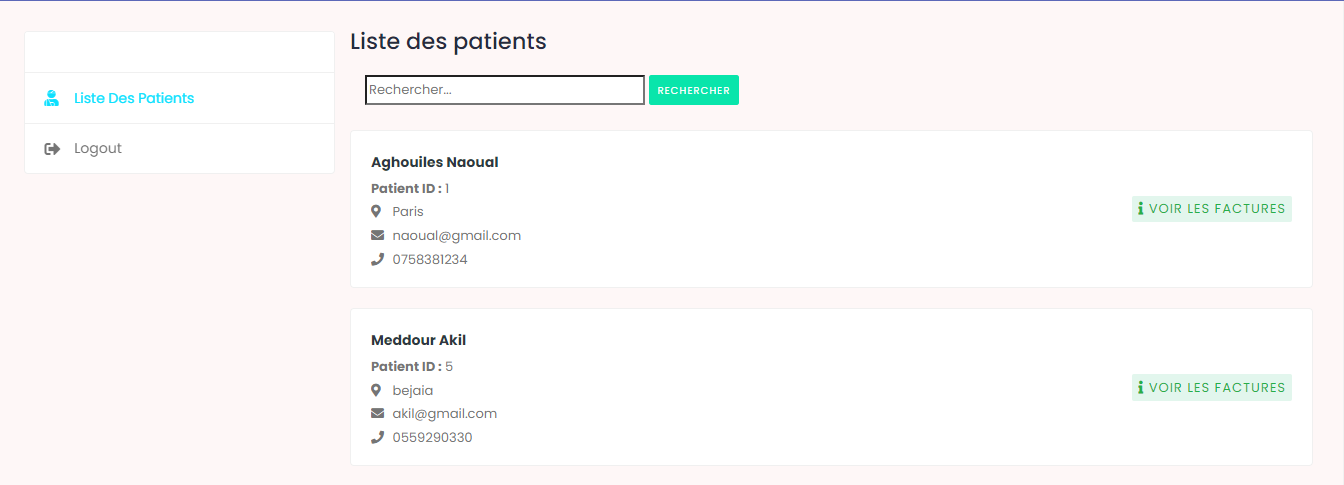 Liste Des Patients
Logout
Liste des patients
Rechercher...
RECHERCHER
Aghouiles Naoual
Patient ID : 1
Paris
naoual@gmail.com
0758381234
VOIR LES FACTURES
Meddour Akil
Patient ID : 5
bejaia
akil@gmail.com
0559290330
VOIR LES FACTURES